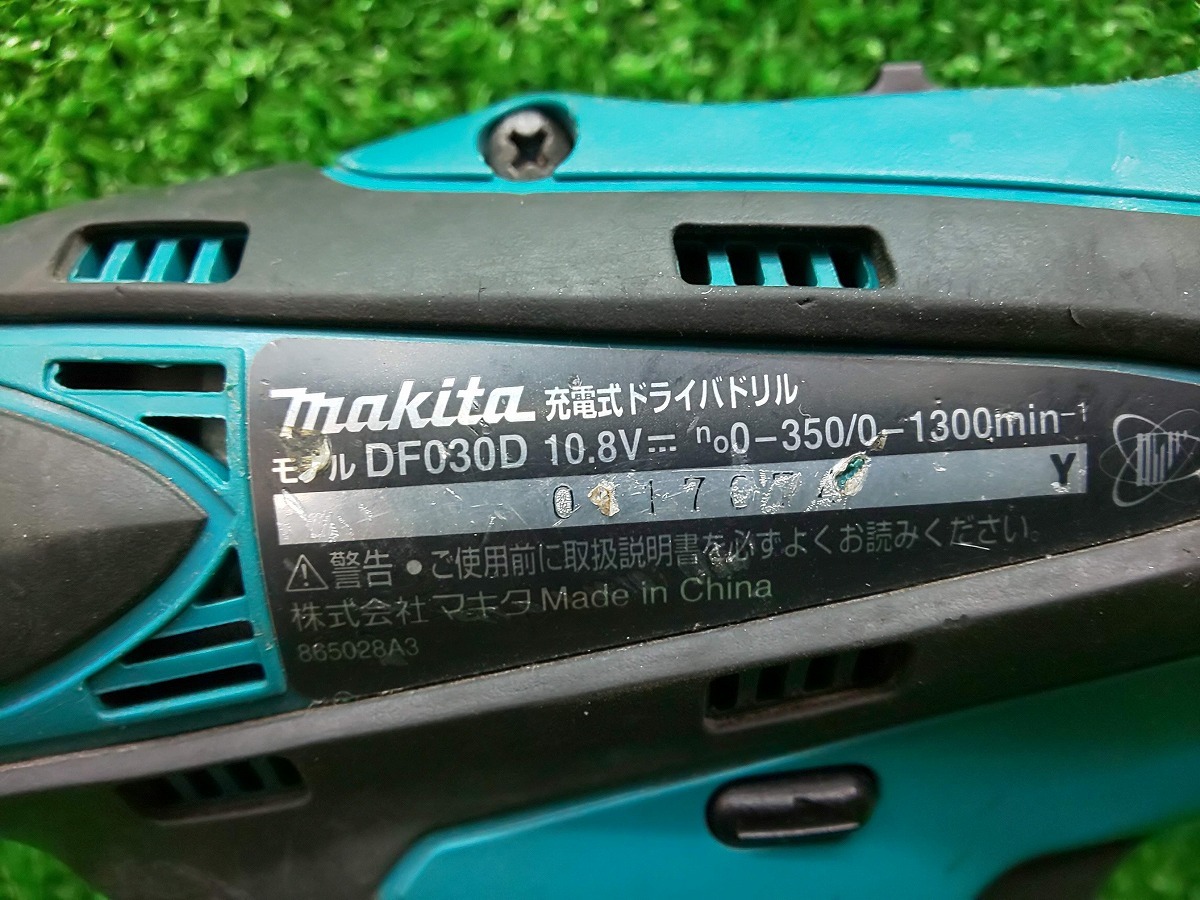 makita 充電式ドライバドリル
モデル DF030D 10.8V⎓ n₀0-350/0-1300min⁻¹
Y
⚠警告 ●ご使用前に取扱説明書を必ずよくお読みください。
株式会社 マキタ Made in China
865028A3